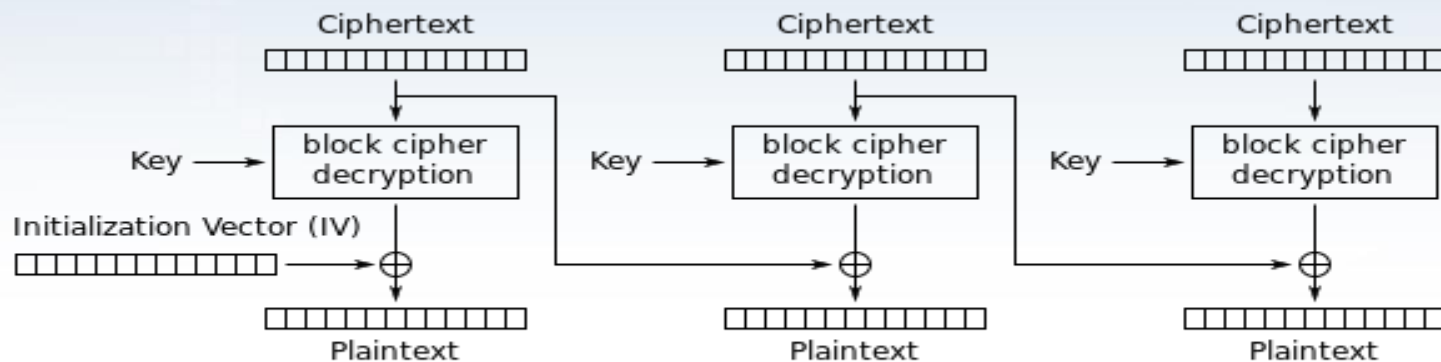 Ciphertext
Ciphertext
Ciphertext
Key
block cipher
decryption
Key
block cipher
decryption
Key
block cipher
decryption
Initialization Vector (IV)
Plaintext
Plaintext
Plaintext